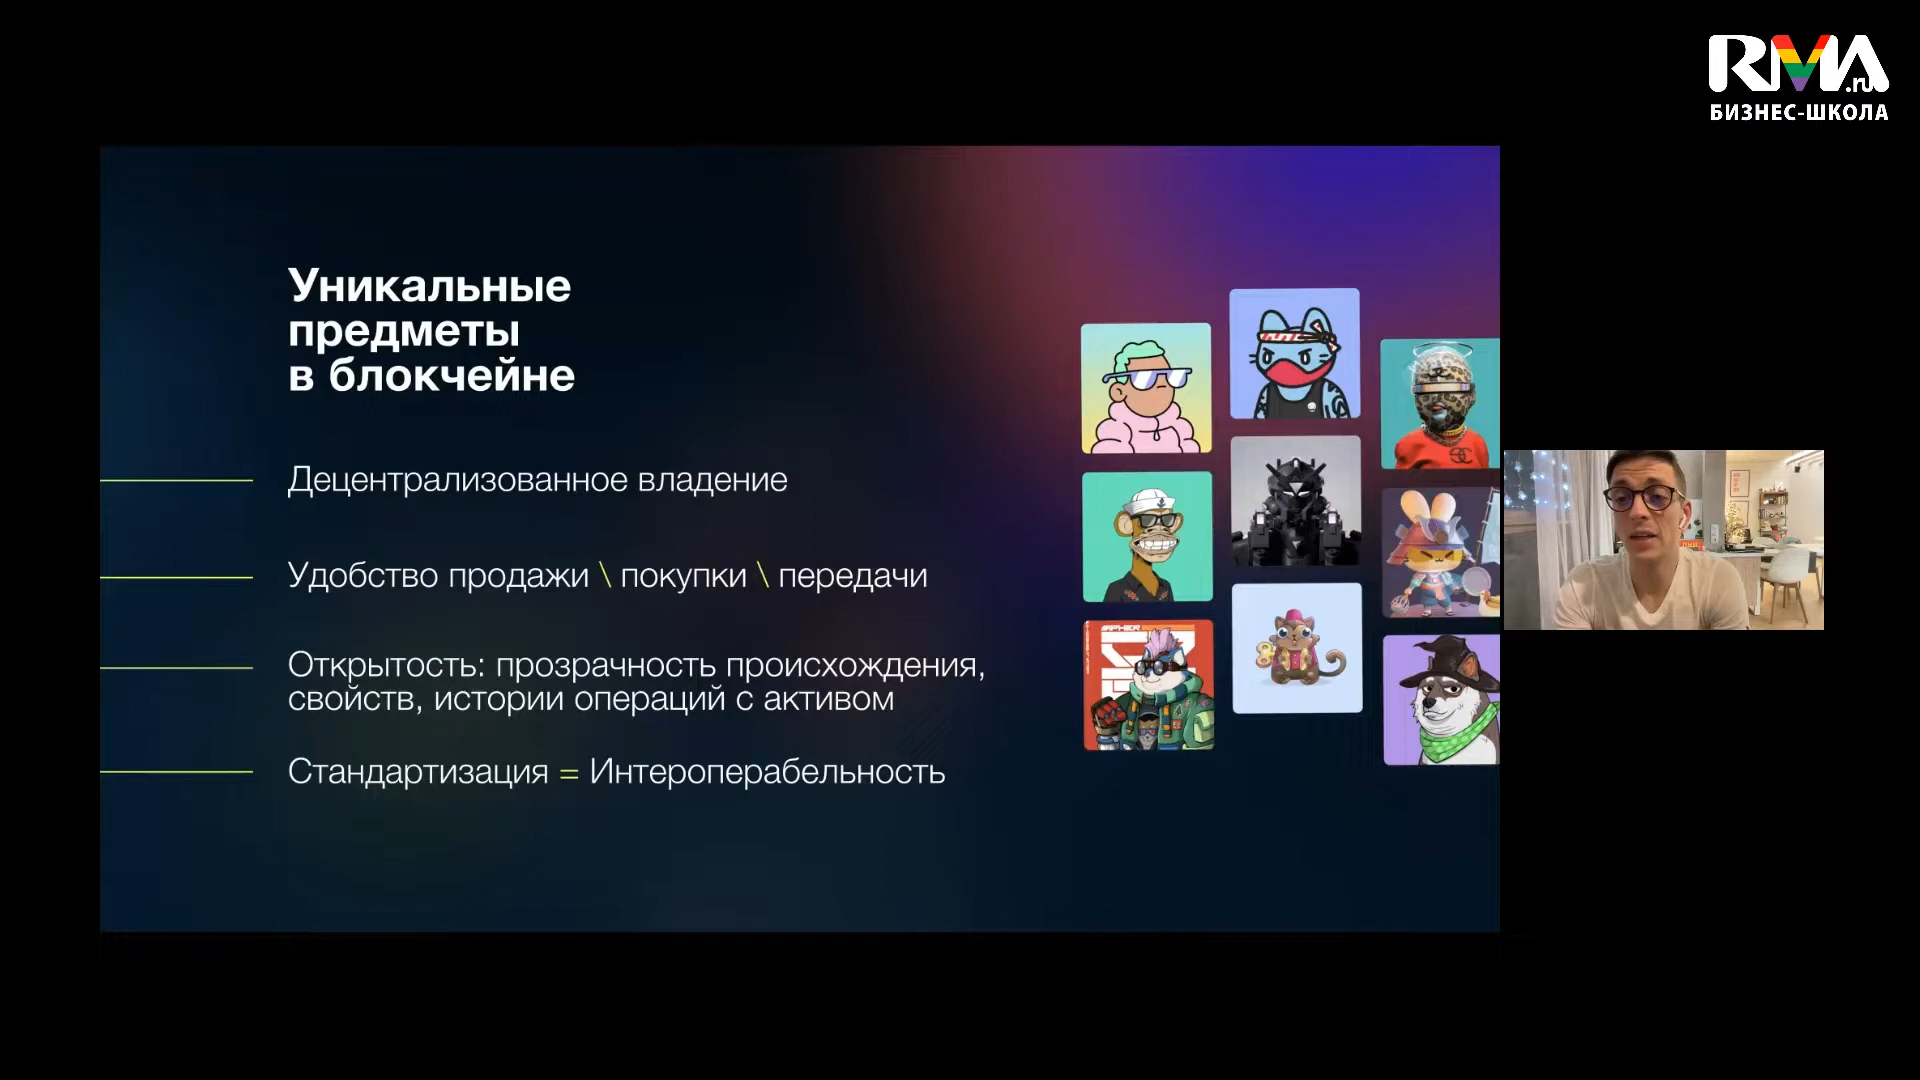 RMA
.ru
БИЗНЕС-ШКОЛА
Уникальные
предметы
в блокчейне
Децентрализованное владение
Удобство продажи \ покупки \ передачи
Открытость: прозрачность происхождения,
свойств, истории операций с активом
Стандартизация = Интероперабельность